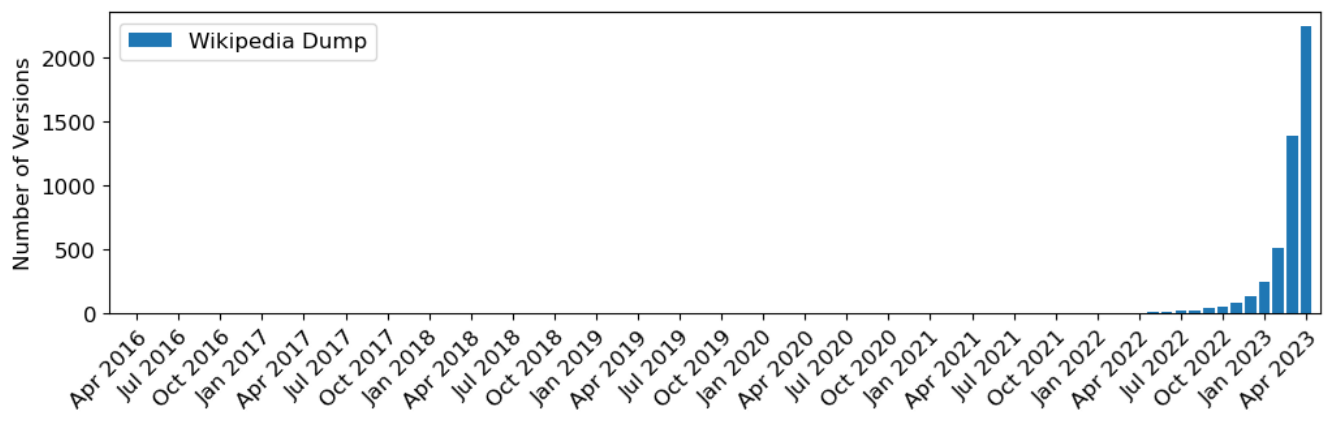 Wikipedia Dump
Number of Versions
2000
1500
1000
500
0
Apr 2016
Jul 2016
Oct 2016
Jan 2017
Apr 2017
Jul 2017
Oct 2017
Jan 2018
Apr 2018
Jul 2018
Oct 2018
Jan 2019
Apr 2019
Jul 2019
Oct 2019
Jan 2020
Apr 2020
Jul 2020
Oct 2020
Jan 2021
Apr 2021
Jul 2021
Oct 2021
Jan 2022
Apr 2022
Jul 2022
Oct 2022
Jan 2023
Apr 2023